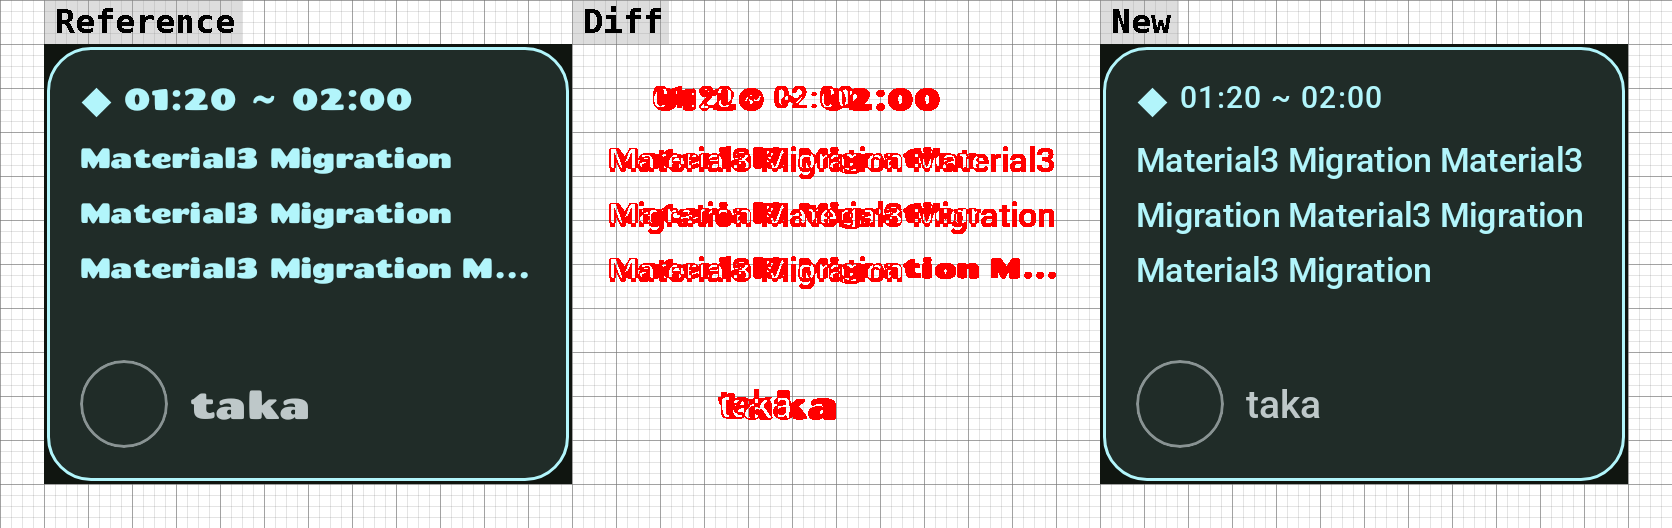 Reference
Diff
New
◆ 01:20 ~ 02:00
Material3 Migration
Material3 Migration
Material3 Migration M...
taka
◆ 01:20 ~ 02:00
Material3 Migration Material3
Migration Material3 Migration
Material3 Migration
taka